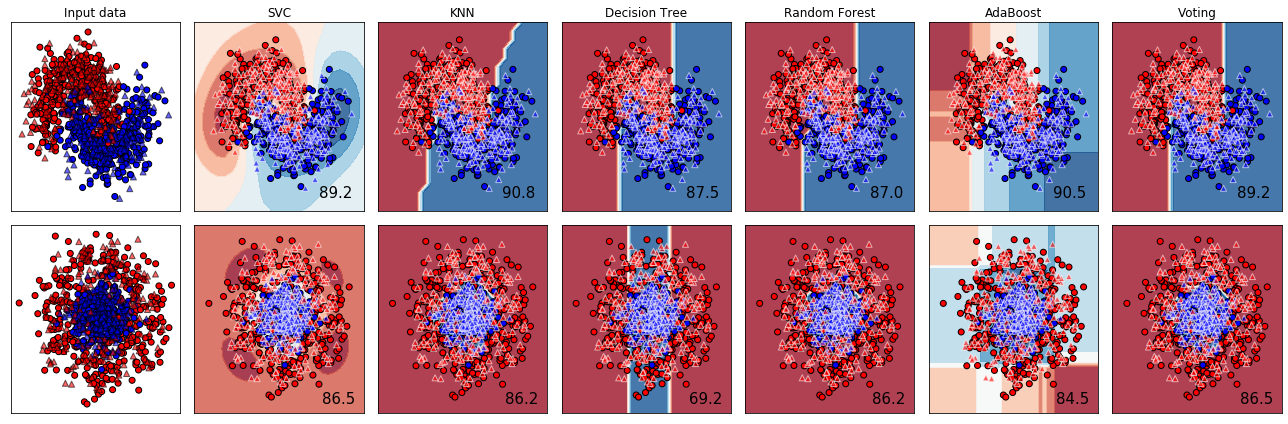 Input data SVC KNN Decision Tree Random Forest AdaBoost Voting
89.2 90.8 87.5 87.0 90.5 89.2
86.5 86.2 69.2 86.2 84.5 86.5